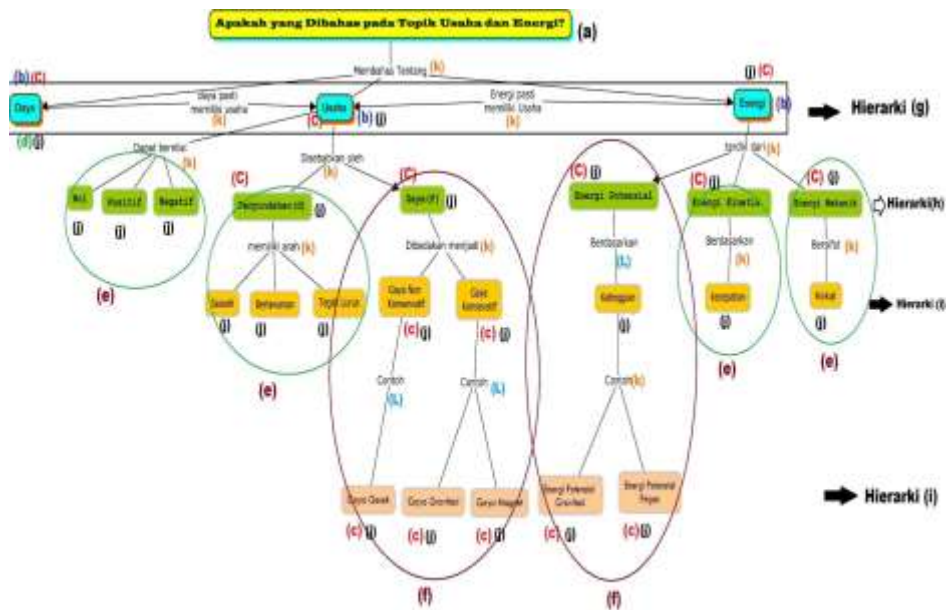 Apakah yang Dibahas pada Topik Usaha dan Energi?
(a)
Membahas Tentang (k)
(b) (C)
(j) (C)
Daya
Daya pasti
memiliki usaha
(k)
Usaha
(C)
(b) (j)
Energi pasti
memiliki Usaha
(k)
Energi
(b)
Hierarki (g)
(d) (j)
Dapat bernilai
(k)
Disebabkan oleh
(k)
terdiri dari (k)
Nol
Positif
Negatif
(j)
(j)
(j)
(e)
(C)
(j)
(C)
Gaya(F)
(j)
(C) (j)
Energi Potensial
(C) (j)
Energi Kinetik
(C) (j)
Energi Mekanik
Hierarki(h)
memiliki arah (k)
Dibedakan menjadi (k)
Berdasarkan
(L)
Berdasarkan
(k)
Bersifat (k)
Searah
Berlawanan
Tegak Lurus
(j)
(j)
(j)
(e)
Gaya Non
Konservatif
(c) (j)
Gaya
Konservatif
(c) (j)
Ketinggian
(j)
Kecepatan
(j)
(e)
Kekal
(j)
(e)
Hierarki (i)
Contoh
(L)
Contoh
(L)
Contoh (k)
Gaya Gesek
Gaya Gravitasi
Gaya Pegas
Energi Potensial
Gravitasi
Energi Potensial
Pegas
(c) (j)
(c) (j)
(c) (j)
(c) (j)
(c) (j)
Hierarki (i)
(f)
(f)